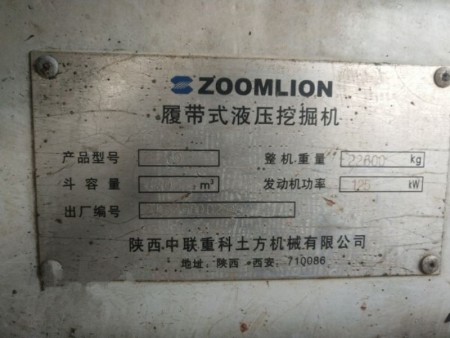 ZOOMLION
履带式液压挖掘机
产品型号 整机重量 22600 kg
斗容量 m³ 发动机功率 125 kW
出厂编号
陕西中联重科土方机械有限公司
地址：陕西 西安 710086